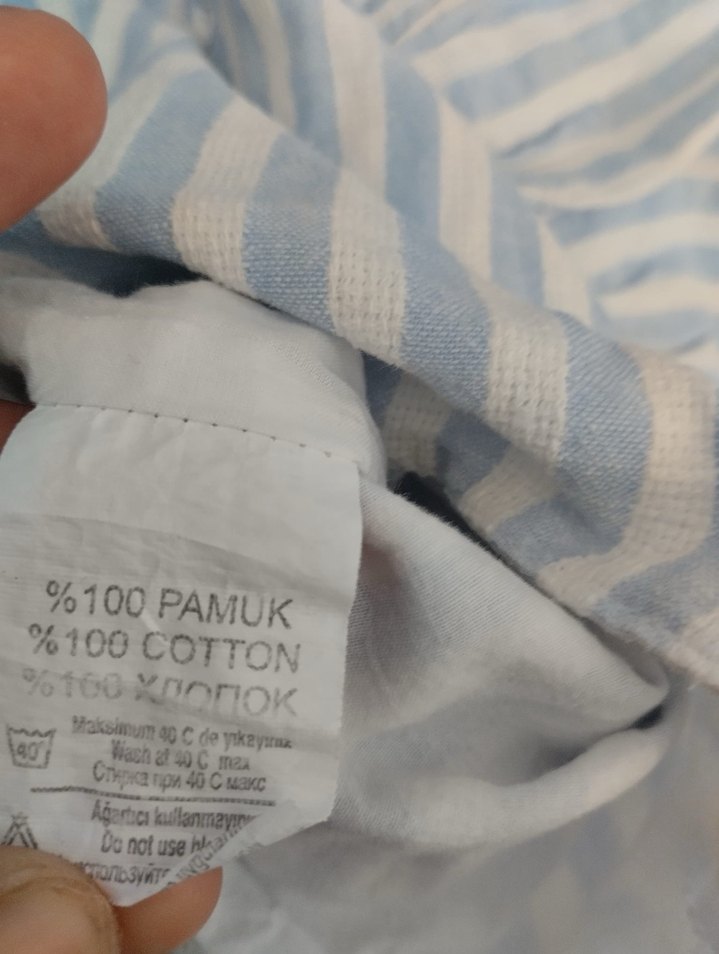 %100 PAMUK
%100 COTTON
%100 ХЛОПОК
40°
Maksimum 40 C de yıkayınız
Wash at 40 C max
Стирка при 40 С макс
Ağartıcı kullanmayınız
Do not use